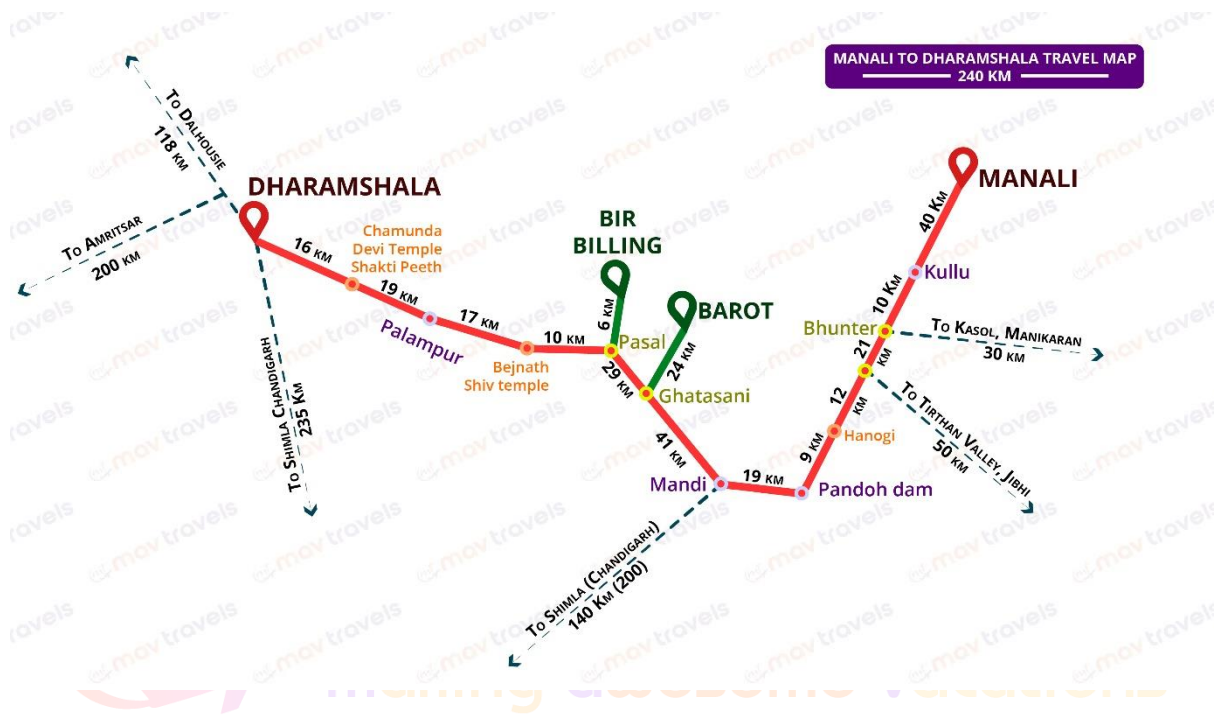 MANALI TO DHARAMSHALA TRAVEL MAP
240 KM
To Dalhousie
118 KM
To Amritsar
200 KM
DHARAMSHALA
16 KM
Chamunda
Devi Temple
Shakti Peeth
19 KM
Palampur
17 KM
Bejnath
Shiv temple
10 KM
To Shimla Chandigarh
235 KM
BIR
BILLING
6 KM
Pasal
29 KM
BAROT
24 KM
Ghatasani
41 KM
Mandi
To Shimla (Chandigarh)
140 KM (200)
19 KM
Pandoh dam
9 KM
Hanogi
12 KM
To Tirthan Valley, Jibhi
50 KM
21 KM
Bhunter
To Kasol, Manikaran
30 KM
10 KM
Kullu
40 KM
MANALI
mav travels